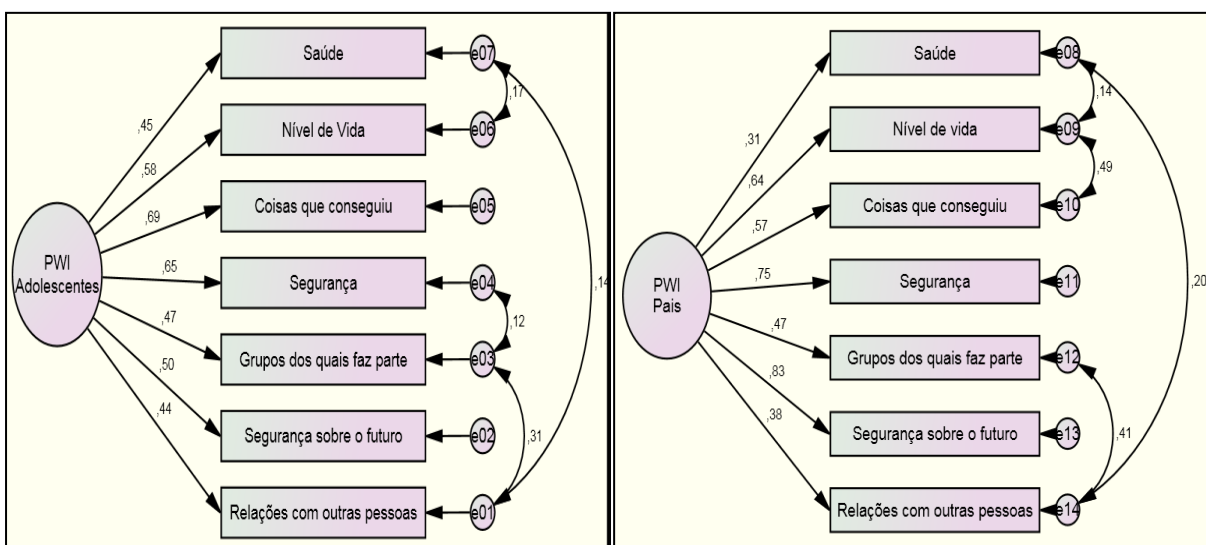 Saúde
e07
,17
,45
Nível de Vida
e06
,58
Coisas que conseguiu
e05
,69
PWI
Adolescentes
,65
Segurança
e04
,14
,12
,47
Grupos dos quais faz parte
e03
,50
,44
Segurança sobre o futuro
e02
,31
Relações com outras pessoas
e01
Saúde
e08
,14
,31
Nível de vida
e09
,64
,49
Coisas que conseguiu
e10
,57
PWI
Pais
,75
Segurança
e11
,20
,47
Grupos dos quais faz parte
e12
,83
,38
Segurança sobre o futuro
e13
,41
Relações com outras pessoas
e14